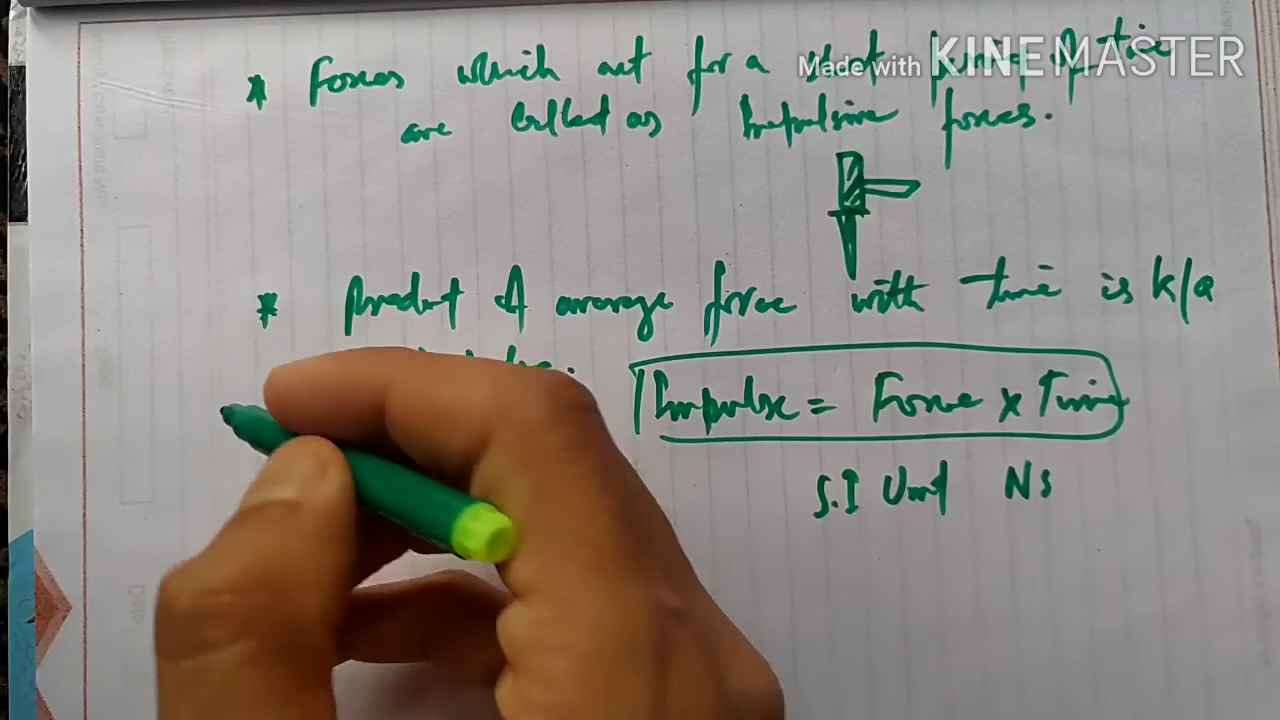 * Forces which act for a short period of time
Made with KINEMASTER
are called as Impulsive forces.
* Product of average force with time is k/a
Impulse = Force x Time
S.I Unit Ns